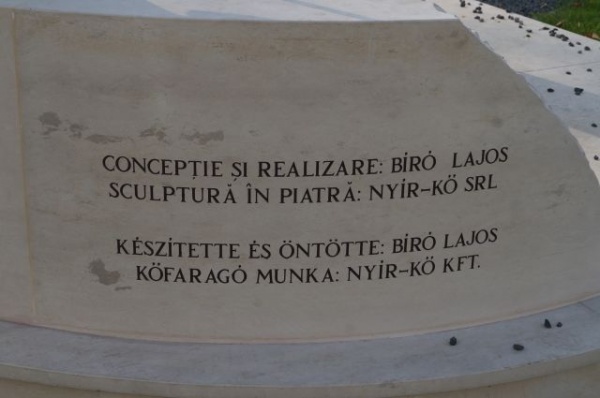 CONCEPȚIE ȘI REALIZARE: BÍRÓ LAJOS
SCULPTURĂ ÎN PIATRĂ: NYÍR-KŐ SRL
KÉSZÍTETTE ÉS ÖNTÖTTE: BÍRÓ LAJOS
KŐFARAGÓ MUNKA: NYÍR-KŐ KFT.